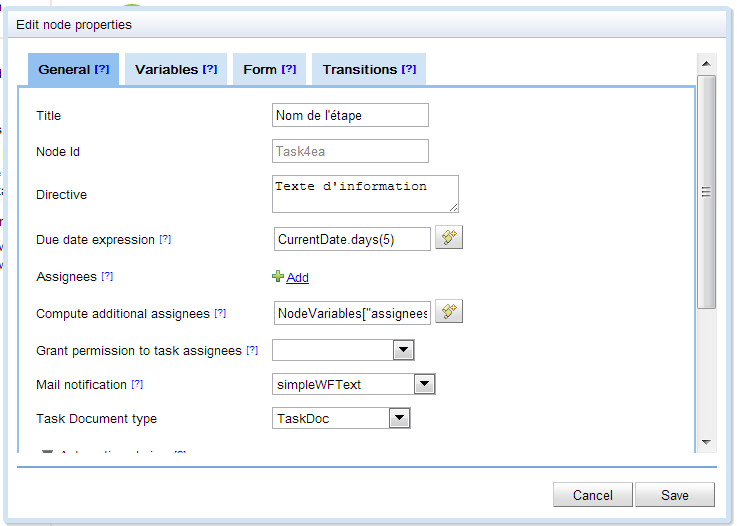 Edit node properties
General [?] Variables [?] Form [?] Transitions [?]
Title Nom de l'étape
Node Id Task4ea
Directive Texte d'information
Due date expression [?] CurrentDate.days(5)
Assignees [?] Add
Compute additional assignees [?] NodeVariables["assignees
Grant permission to task assignees [?]
Mail notification [?] simpleWFText
Task Document type TaskDoc
Cancel Save